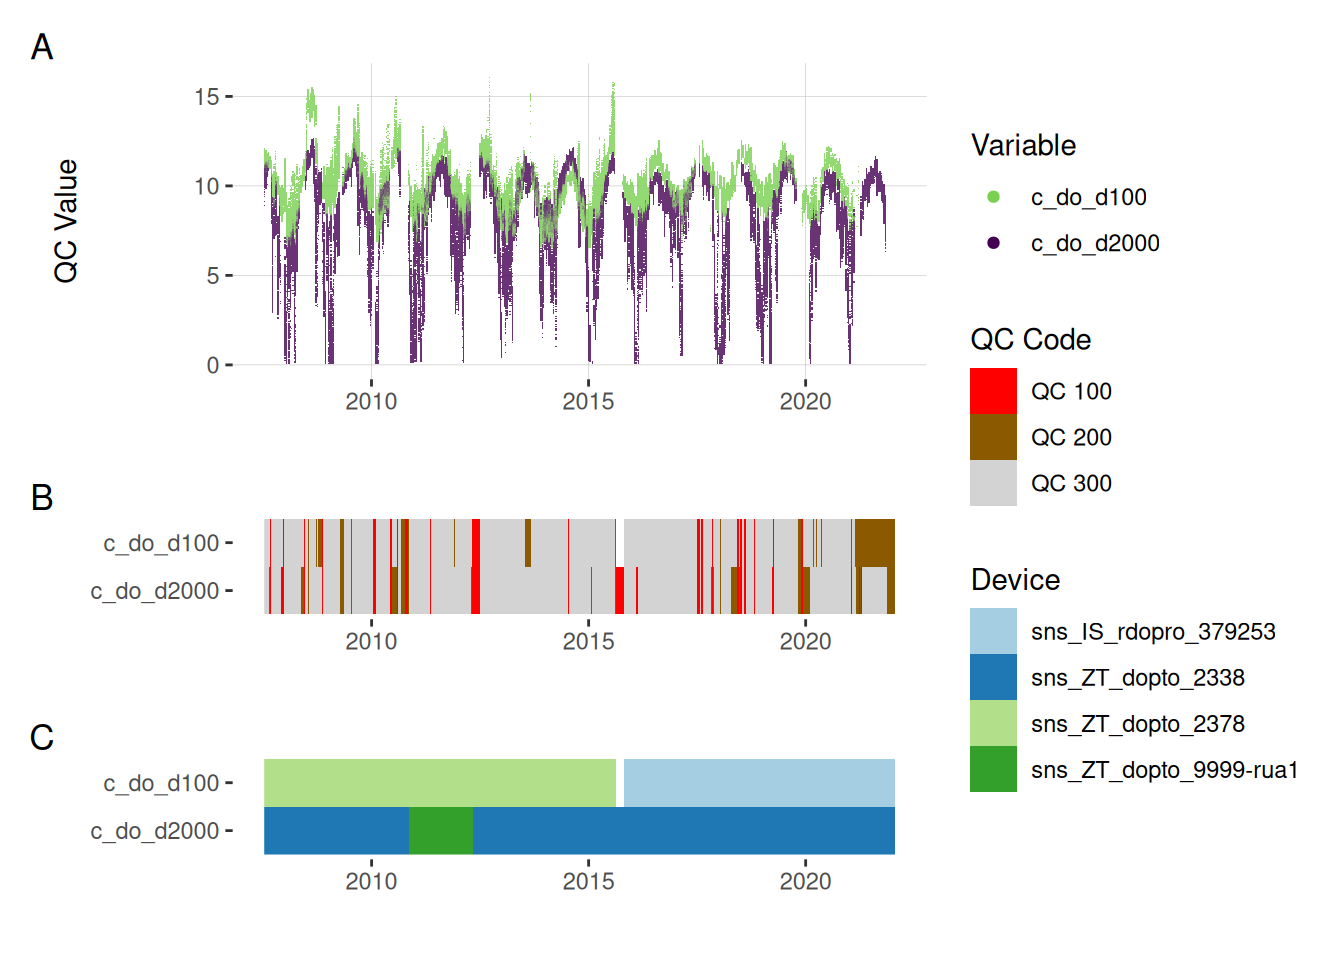 A
QC Value
15
10
5
0
2010 2015 2020
Variable
c_do_d100
c_do_d2000
QC Code
QC 100
QC 200
QC 300
B
c_do_d100
c_do_d2000
2010 2015 2020
Device
sns_IS_rdopro_379253
sns_ZT_dopto_2338
sns_ZT_dopto_2378
sns_ZT_dopto_9999-rua1
C
c_do_d100
c_do_d2000
2010 2015 2020